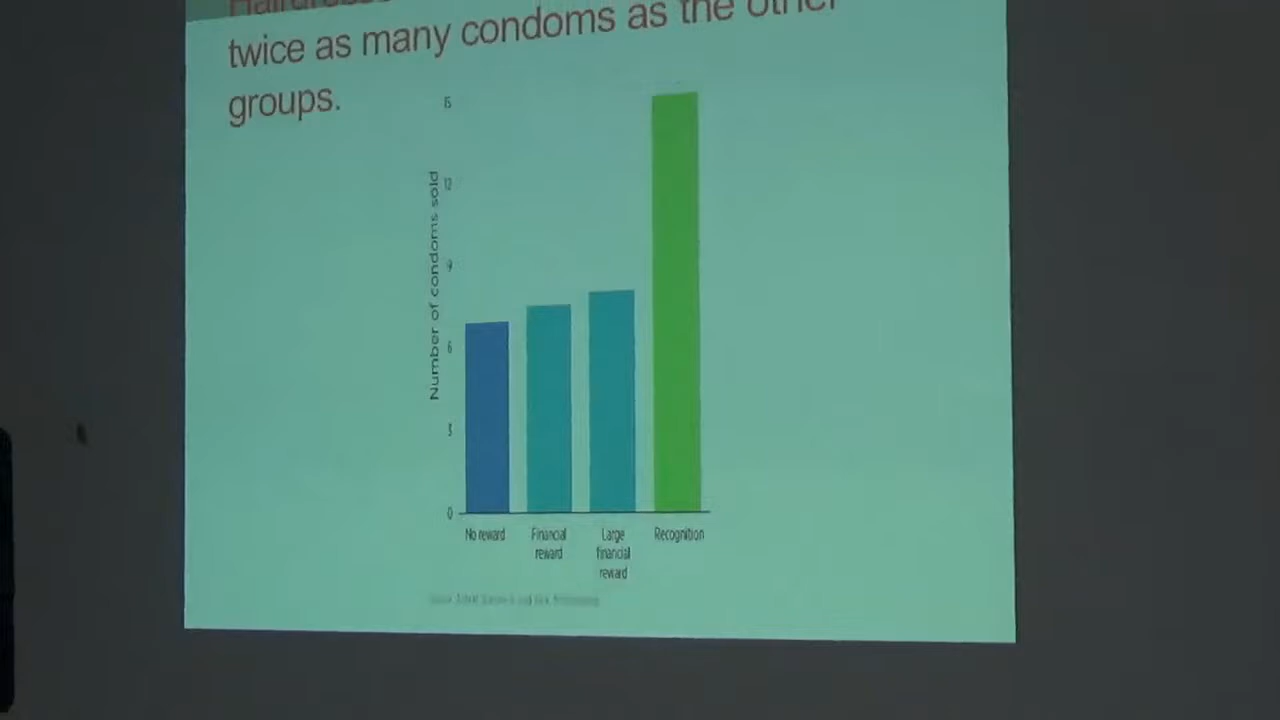 twice as many condoms as the other
groups.
15
12
9
6
3
0
Number of condoms sold
No reward
Financial
reward
Large
financial
reward
Recognition